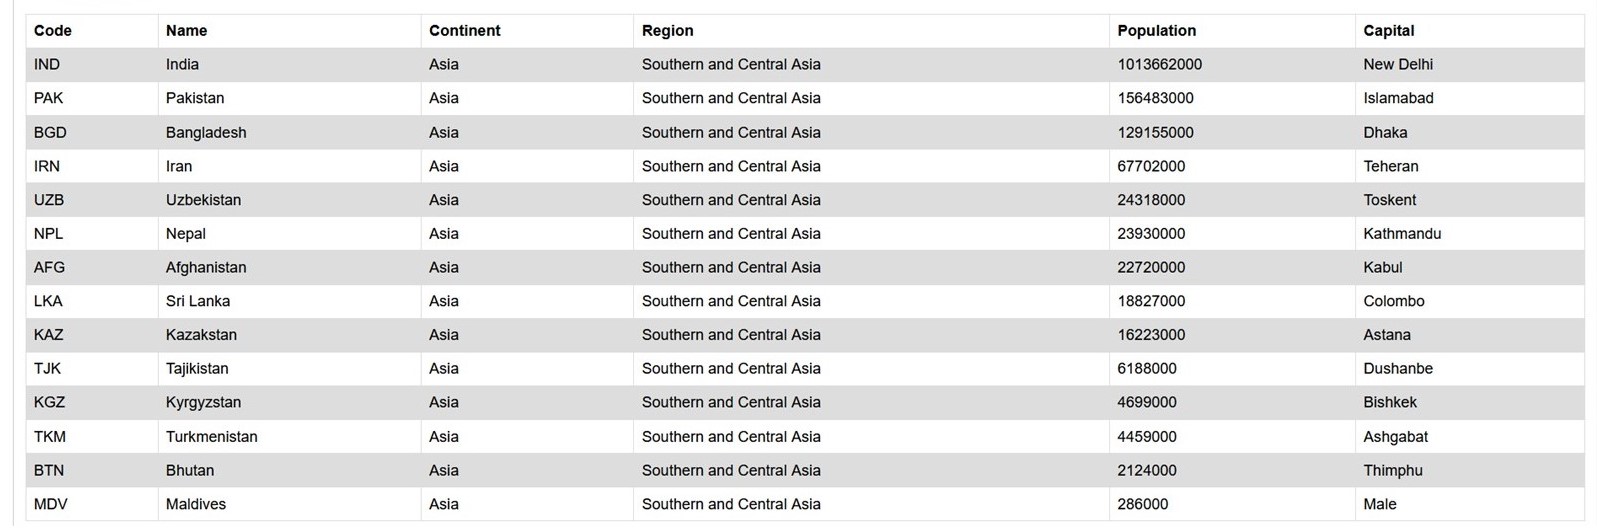 Code Name Continent Region Population Capital
IND India Asia Southern and Central Asia 1013662000 New Delhi
PAK Pakistan Asia Southern and Central Asia 156483000 Islamabad
BGD Bangladesh Asia Southern and Central Asia 129155000 Dhaka
IRN Iran Asia Southern and Central Asia 67702000 Teheran
UZB Uzbekistan Asia Southern and Central Asia 24318000 Toskent
NPL Nepal Asia Southern and Central Asia 23930000 Kathmandu
AFG Afghanistan Asia Southern and Central Asia 22720000 Kabul
LKA Sri Lanka Asia Southern and Central Asia 18827000 Colombo
KAZ Kazakstan Asia Southern and Central Asia 16223000 Astana
TJK Tajikistan Asia Southern and Central Asia 6188000 Dushanbe
KGZ Kyrgyzstan Asia Southern and Central Asia 4699000 Bishkek
TKM Turkmenistan Asia Southern and Central Asia 4459000 Ashgabat
BTN Bhutan Asia Southern and Central Asia 2124000 Thimphu
MDV Maldives Asia Southern and Central Asia 286000 Male